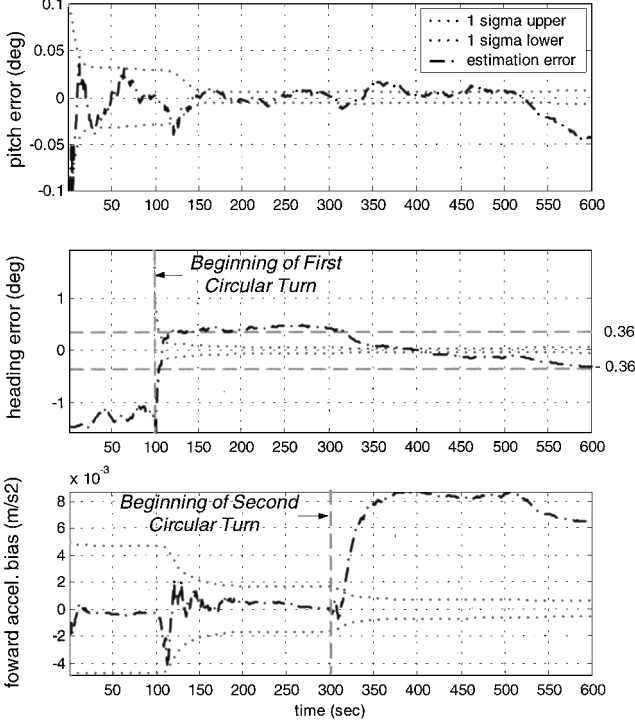 0.1
1 sigma upper
1 sigma lower
estimation error
0.05
0
-0.05
-0.1
pitch error (deg)
50 100 150 200 250 300 350 400 450 500 550 600
Beginning of First
Circular Turn
1
0
-1
heading error (deg)
0.36
- 0.36
50 100 150 200 250 300 350 400 450 500 550 600
x 10-3
8
6
4
2
0
-2
-4
foward accel. bias (m/s2)
Beginning of Second
Circular Turn
50 100 150 200 250 300 350 400 450 500 550 600
time (sec)